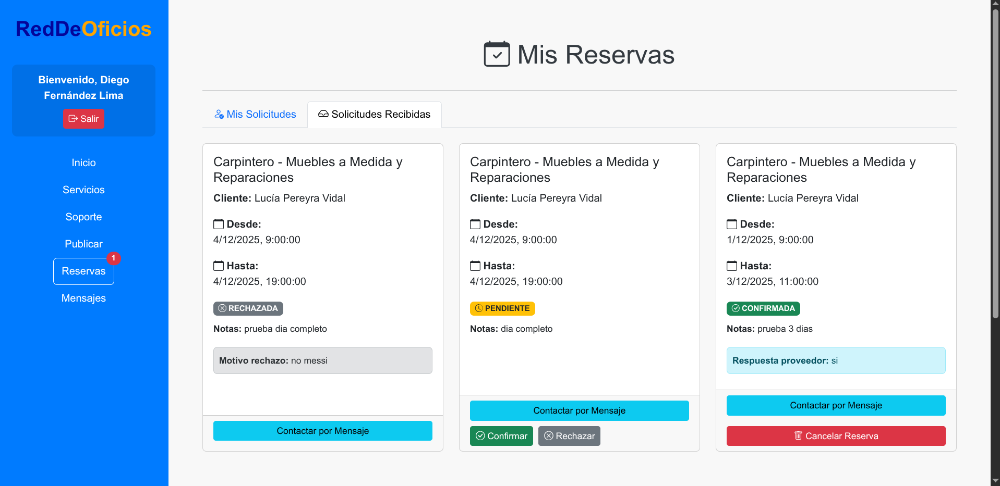 RedDeOficios
Bienvenido, Diego
Fernández Lima
Salir
Inicio
Servicios
Soporte
Publicar
1
Reservas
Mensajes
Mis Reservas
Mis Solicitudes
Solicitudes Recibidas
Carpintero - Muebles a Medida y
Reparaciones
Cliente: Lucía Pereyra Vidal
Desde:
4/12/2025, 9:00:00
Hasta:
4/12/2025, 19:00:00
RECHAZADA
Notas: prueba dia completo
Motivo rechazo: no messi
Contactar por Mensaje
Carpintero - Muebles a Medida y
Reparaciones
Cliente: Lucía Pereyra Vidal
Desde:
4/12/2025, 9:00:00
Hasta:
4/12/2025, 19:00:00
PENDIENTE
Notas: dia completo
Contactar por Mensaje
Confirmar
Rechazar
Carpintero - Muebles a Medida y
Reparaciones
Cliente: Lucía Pereyra Vidal
Desde:
1/12/2025, 9:00:00
Hasta:
3/12/2025, 11:00:00
CONFIRMADA
Notas: prueba 3 dias
Respuesta proveedor: si
Contactar por Mensaje
Cancelar Reserva